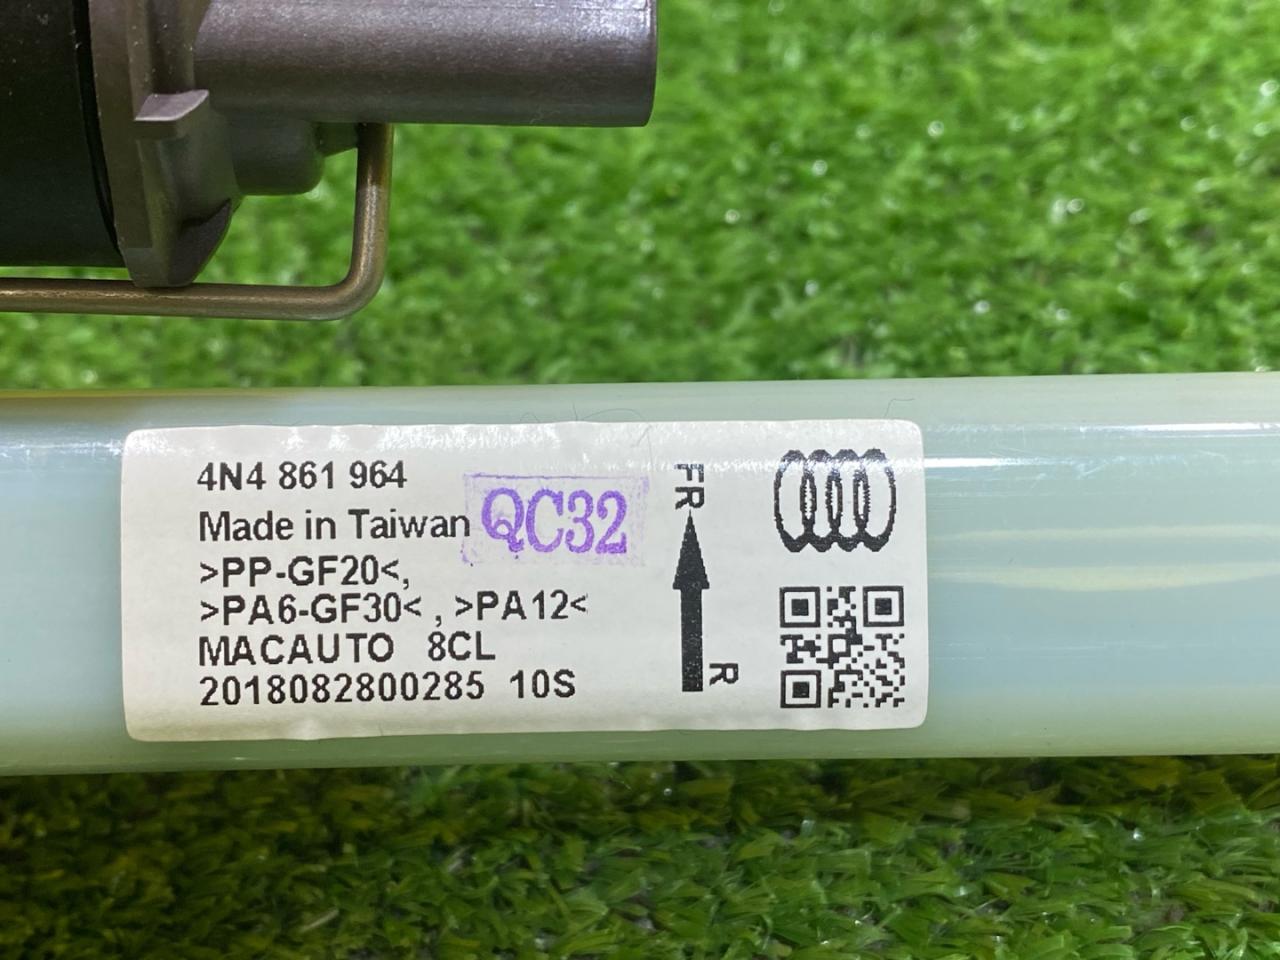 4N4 861 964
Made in Taiwan
QC32
>PP-GF20<,
>PA6-GF30< , >PA12<
MACAUTO 8CL
2018082800285 10S
FR
R